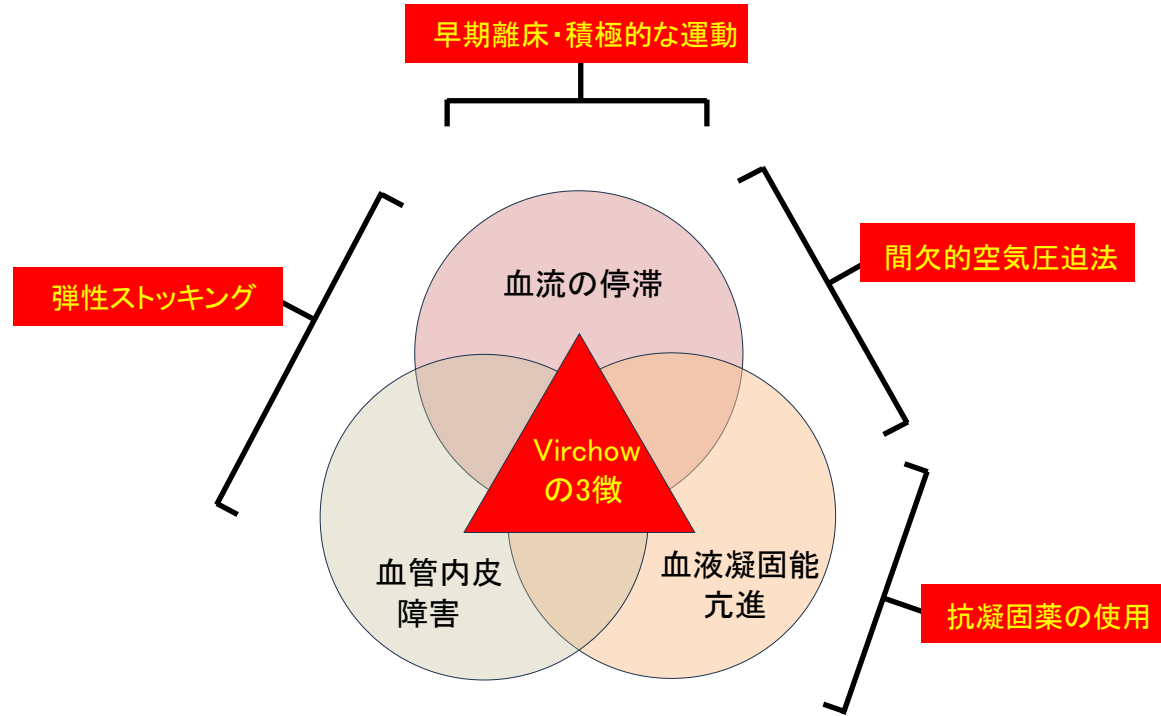 早期離床・積極的な運動
間欠的空気圧迫法
弾性ストッキング
血流の停滞
Virchow
の3徴
血管内皮
障害
血液凝固能
亢進
抗凝固薬の使用